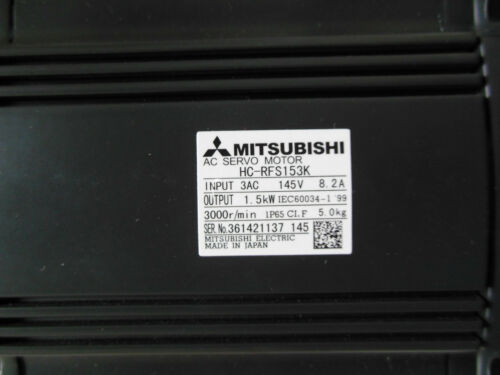 MITSUBISHI
AC SERVO MOTOR
HC-RFS153K
INPUT 3AC 145V 8.2A
OUTPUT 1.5kW IEC60034-1 '99
3000r/min IP65 CI.F 5.0kg
SER.No.361421137 145
MITSUBISHI ELECTRIC
MADE IN JAPAN